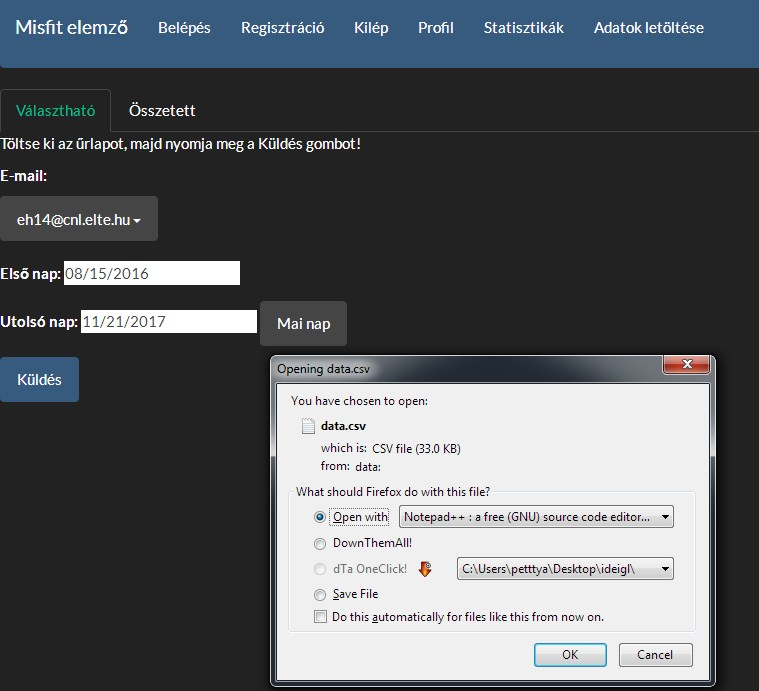 Misfit elemző Belépés Regisztráció Kilép Profil Statisztikák Adatok letöltése
Választható Összetett
Töltse ki az űrlapot, majd nyomja meg a Küldés gombot!
E-mail:
eh14@cnl.elte.hu
Első nap: 08/15/2016
Utolsó nap: 11/21/2017 Mai nap
Küldés
Opening data.csv
You have chosen to open:
data.csv
which is: CSV file (33.0 KB)
from: data:
What should Firefox do with this file?
Open with Notepad++ : a free (GNU) source code editor...
DownThemAll!
dTa OneClick! C:\Users\petttya\Desktop\ideigl\
Save File
Do this automatically for files like this from now on.
OK Cancel